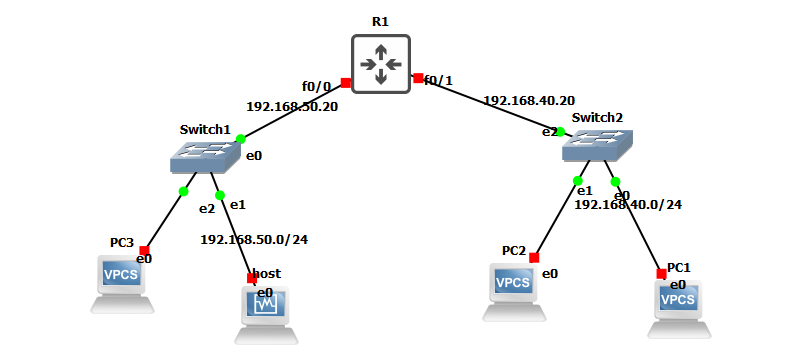 R1
f0/0
f0/1
192.168.50.20
192.168.40.20
Switch1
Switch2
e0
e2
e2
e1
e1
e0
192.168.50.0/24
192.168.40.0/24
PC3
e0
VPCS
host
e0
PC2
e0
VPCS
PC1
e0
VPCS